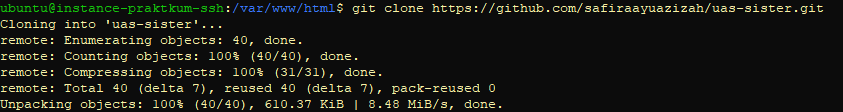 ubuntu@instance-praktkum-ssh:/var/www/html$ git clone https://github.com/safiraayuazizah/uas-sister.git
Cloning into 'uas-sister'...
remote: Enumerating objects: 40, done.
remote: Counting objects: 100% (40/40), done.
remote: Compressing objects: 100% (31/31), done.
remote: Total 40 (delta 7), reused 40 (delta 7), pack-reused 0
Unpacking objects: 100% (40/40), 610.37 KiB | 8.48 MiB/s, done.